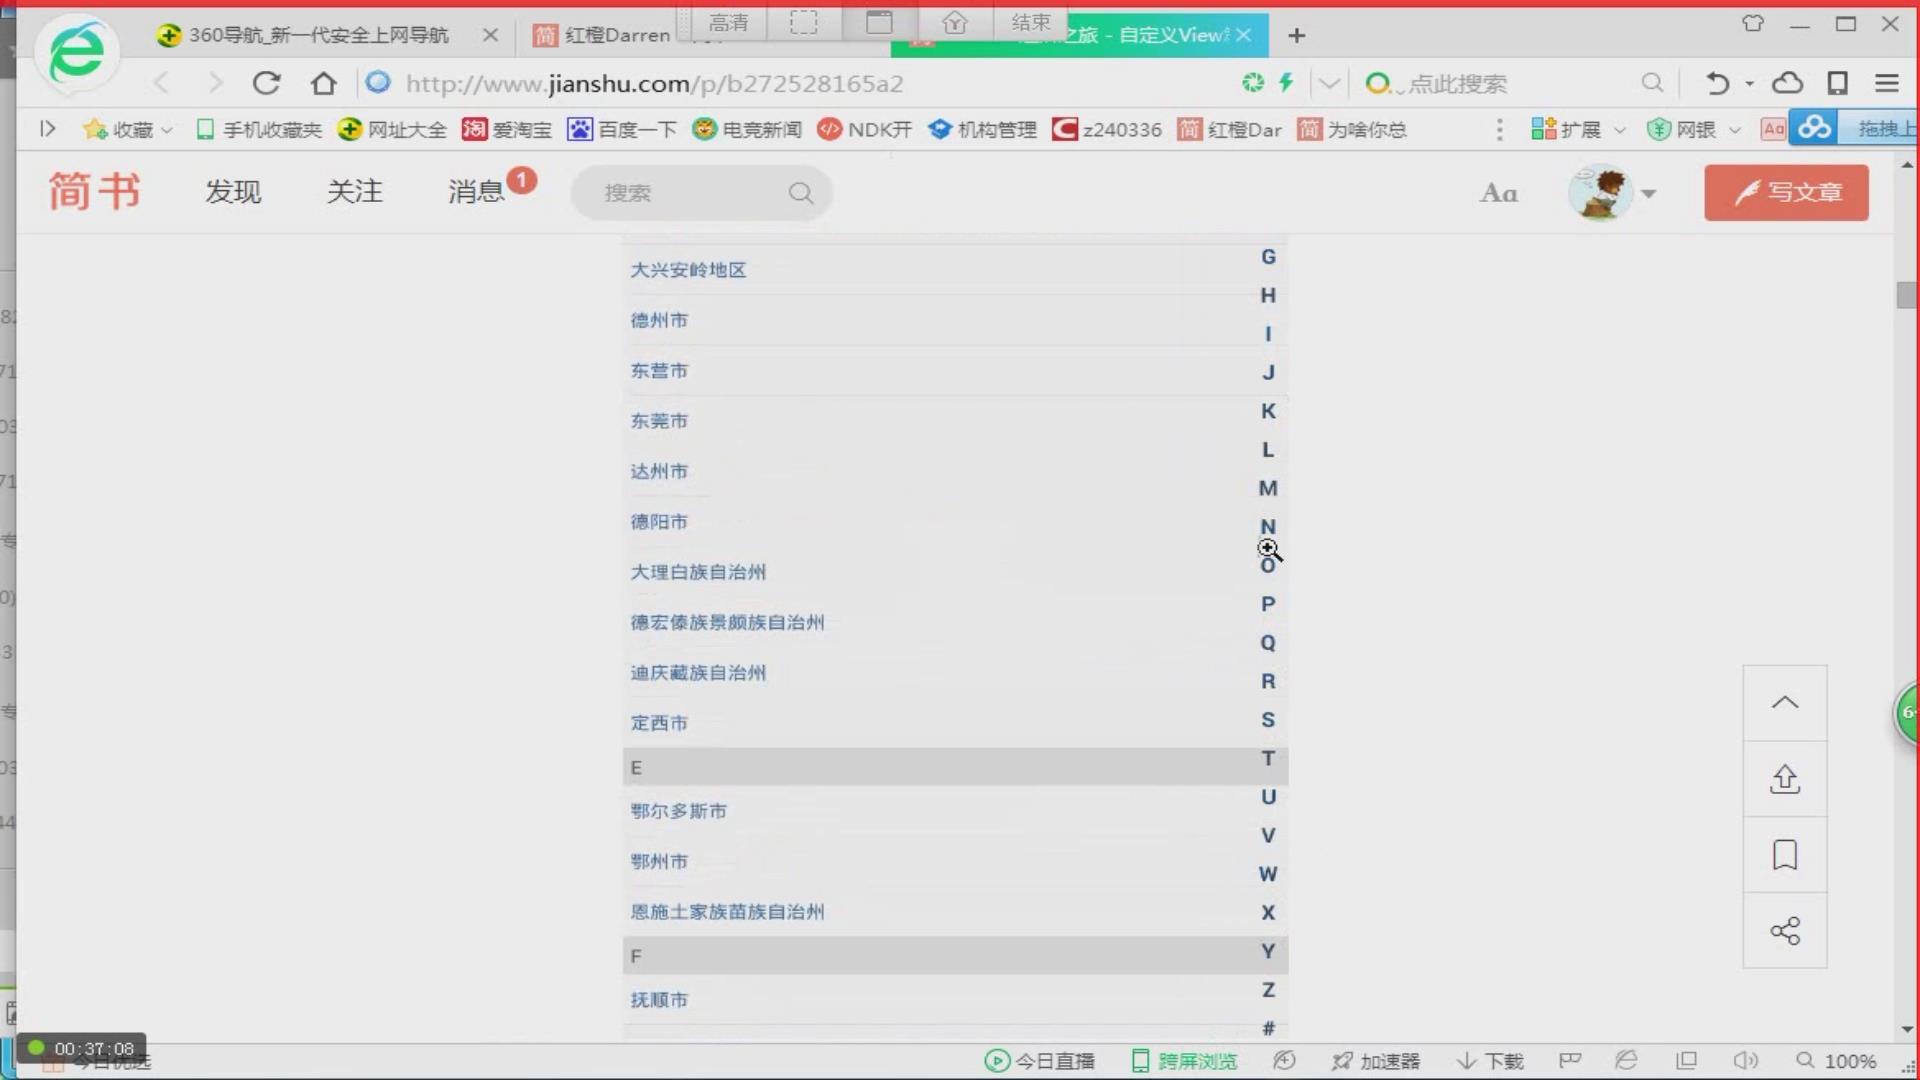 高清
结束
360导航_新一代安全上网导航
红橙Darren
之旅 - 自定义View
http://www.jianshu.com/p/b272528165a2
点此搜索
收藏
手机收藏夹
网址大全
爱淘宝
百度一下
电竞新闻
NDK开
机构管理
z240336
红橙Dar
为啥你总
扩展
网银
拖拽上
简书
发现
关注
消息
1
搜索
Aa
写文章
大兴安岭地区
德州市
东营市
东莞市
达州市
德阳市
大理白族自治州
德宏傣族景颇族自治州
迪庆藏族自治州
定西市
E
鄂尔多斯市
鄂州市
恩施土家族苗族自治州
F
抚顺市
G
H
I
J
K
L
M
N
O
P
Q
R
S
T
U
V
W
X
Y
Z
#
00:37:08
今日优选
今日直播
跨屏浏览
加速器
下载
100%